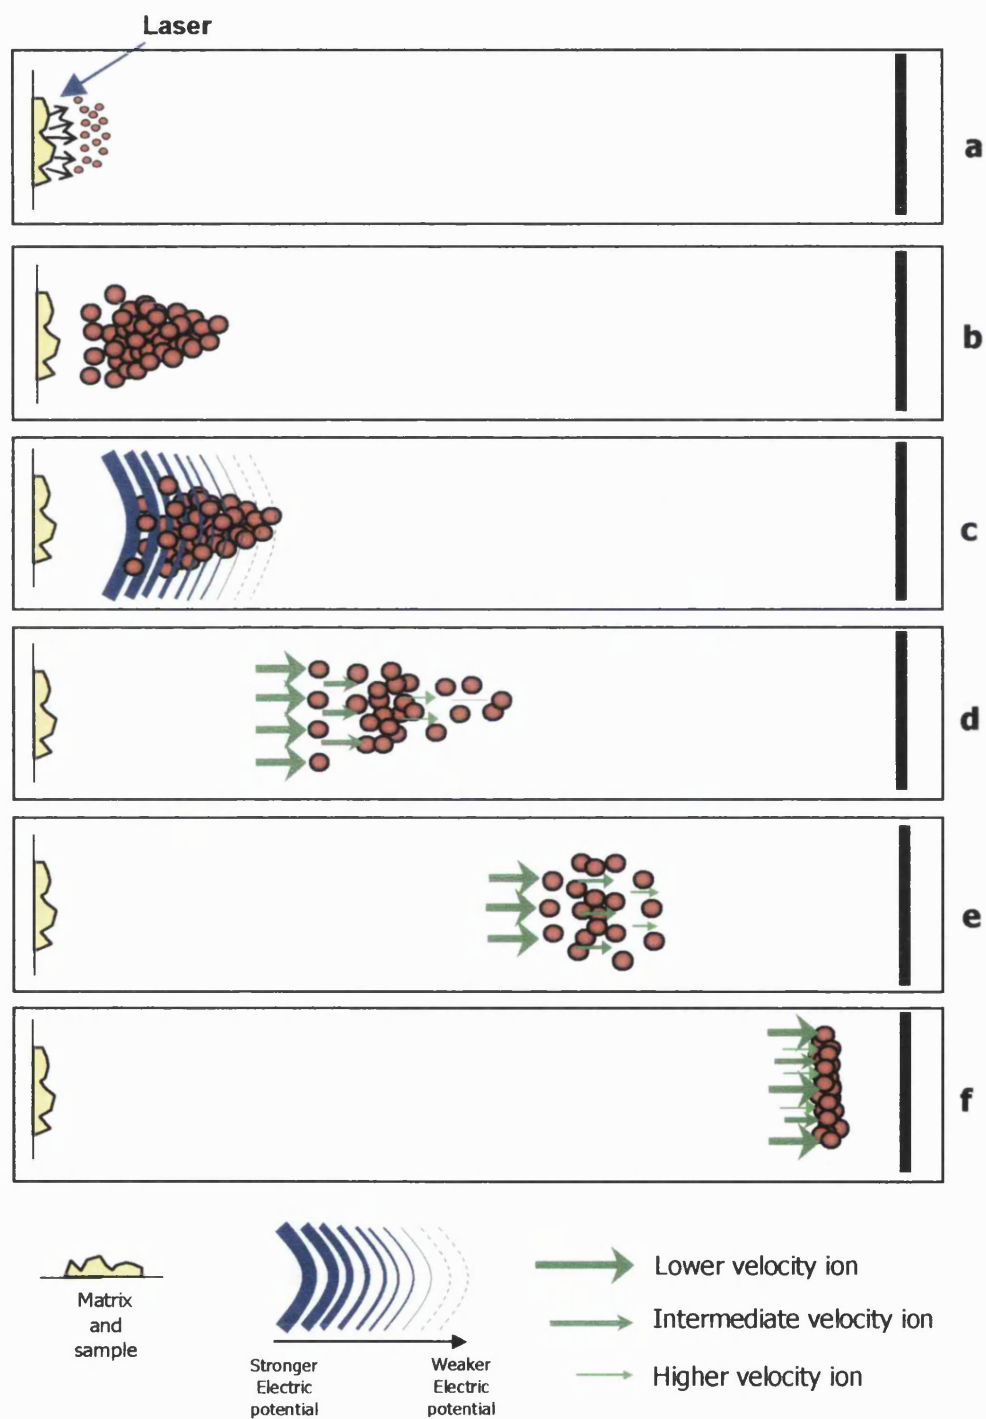 Laser
a
b
c
d
e
f
Matrix
and
sample
Stronger
Electric
potential
Weaker
Electric
potential
Lower velocity ion
Intermediate velocity ion
Higher velocity ion